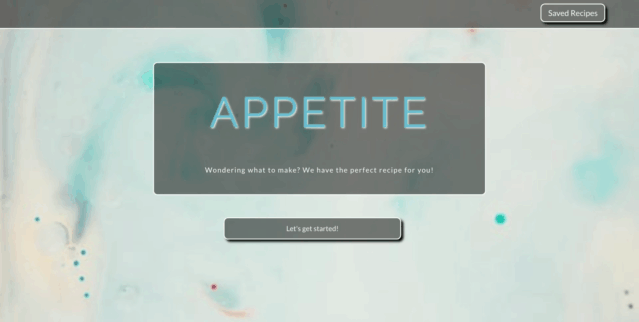 Saved Recipes
APPETITE
Wondering what to make? We have the perfect recipe for you!
Let's get started!